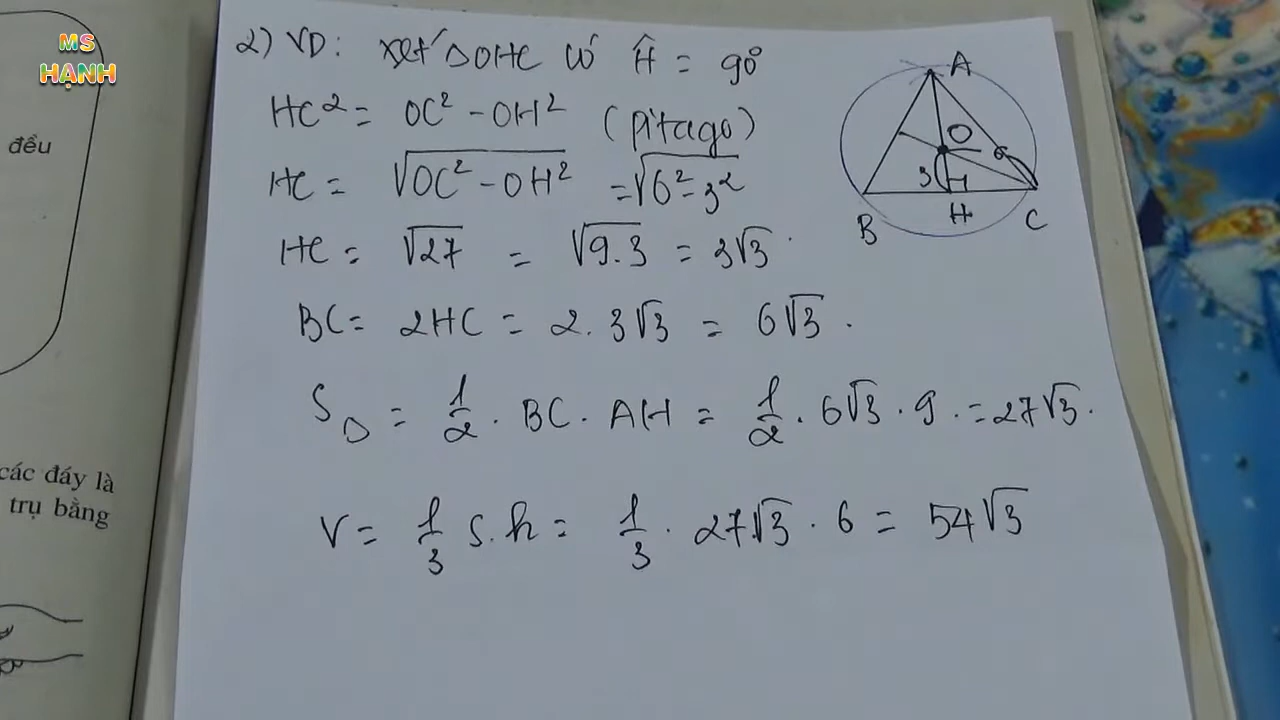 MS
HẠNH
đều
các đấy là
trụ bằng
2) VD: xét ΔOHC có Ĥ = 90°
HC² = OC² - OH² (pitago)
HC = √(OC² - OH²) = √(6² - 3²)
HC = √27 = √(9.3) = 3√3.
BC = 2HC = 2. 3√3 = 6√3.
S_Δ = 1/2 . BC. AH = 1/2 . 6√3 . 9. = 27√3.
V = 1/3 S.h = 1/3 . 27√3 . 6 = 54√3
A
O
6
3
B
H
C